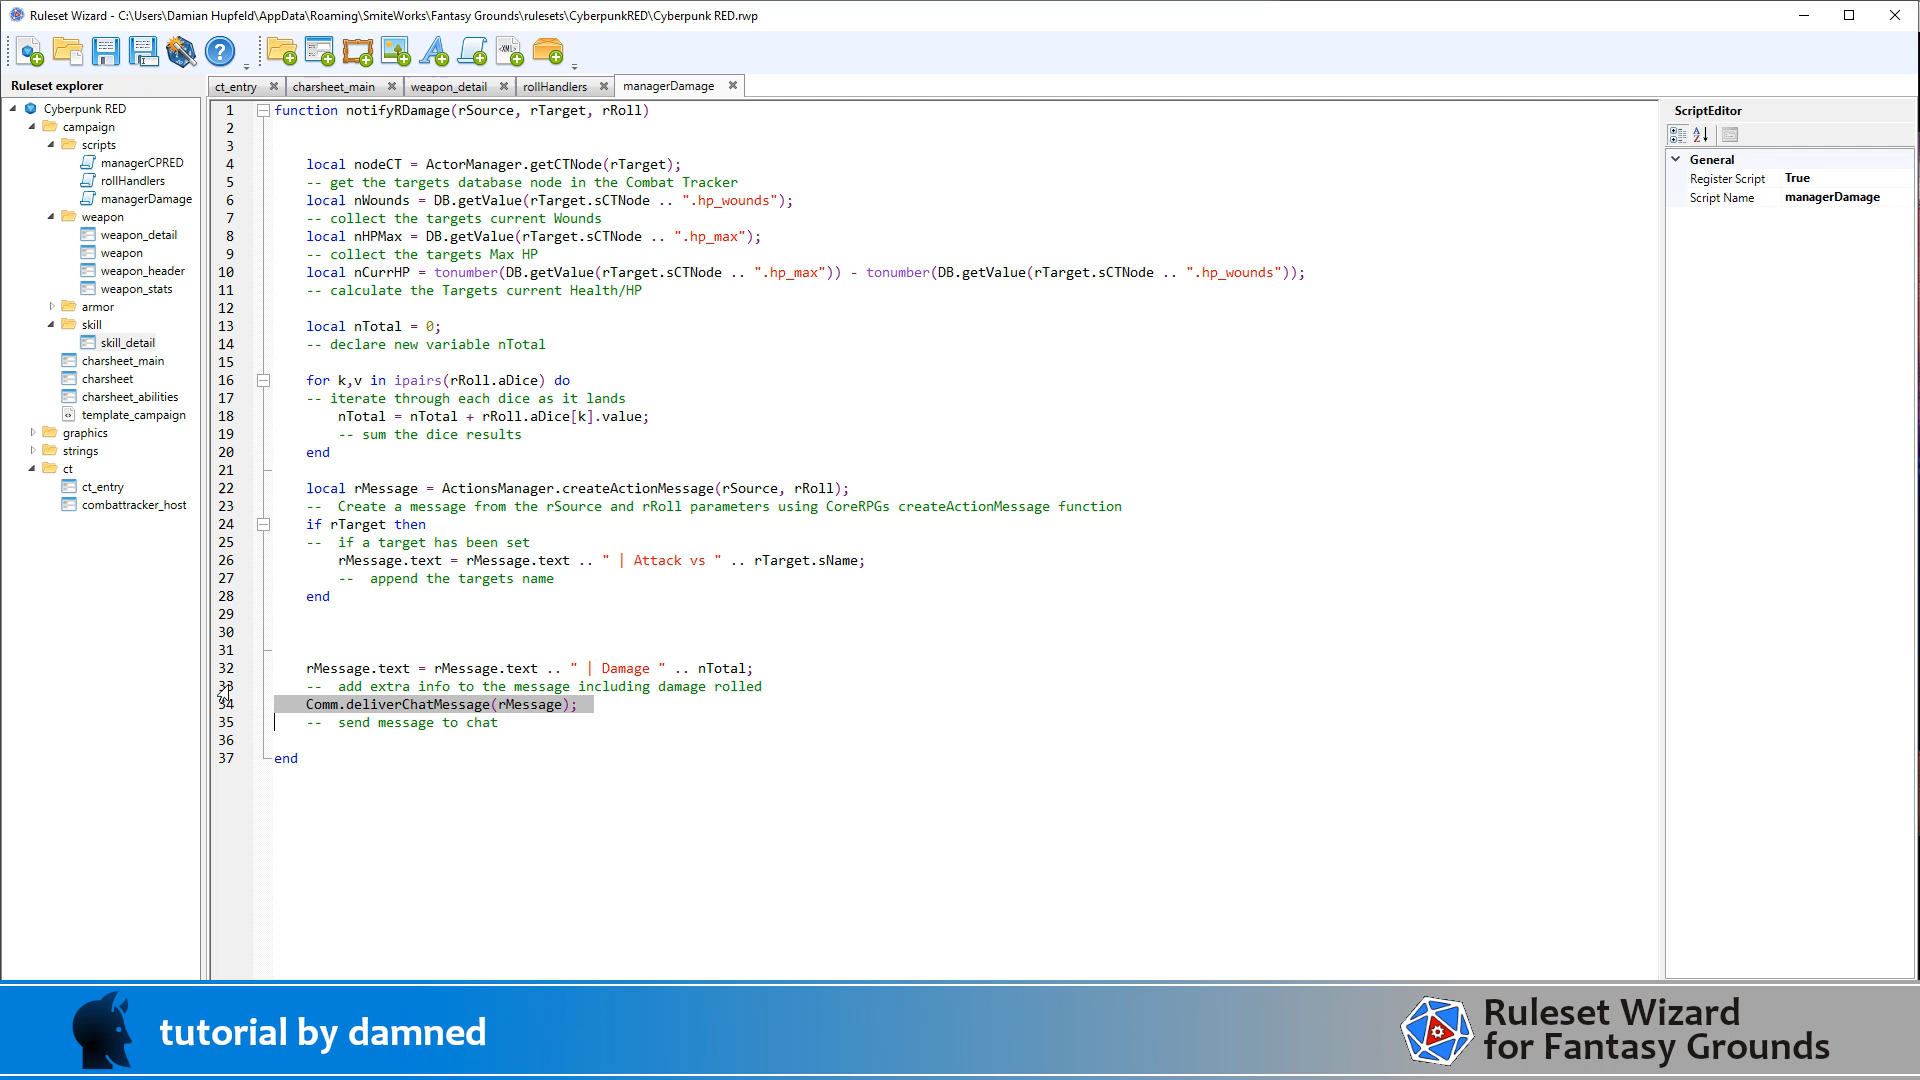 Ruleset Wizard - C:\Users\Damian Hupfeld\AppData\Roaming\SmiteWorks\Fantasy Grounds\rulesets\CyberpunkRED\Cyberpunk RED.rwp
Ruleset explorer
ct_entry
charsheet_main
weapon_detail
rollHandlers
managerDamage
Cyberpunk RED
campaign
scripts
managerCPRED
rollHandlers
managerDamage
weapon
weapon_detail
weapon
weapon_header
weapon_stats
armor
skill
skill_detail
charsheet_main
charsheet
charsheet_abilities
template_campaign
graphics
strings
ct
ct_entry
combattracker_host
1 function notifyRDamage(rSource, rTarget, rRoll)
2
3
4 local nodeCT = ActorManager.getCTNode(rTarget);
5 -- get the targets database node in the Combat Tracker
6 local nWounds = DB.getValue(rTarget.sCTNode .. ".hp_wounds");
7 -- collect the targets current Wounds
8 local nHPMax = DB.getValue(rTarget.sCTNode .. ".hp_max");
9 -- collect the targets Max HP
10 local nCurrHP = tonumber(DB.getValue(rTarget.sCTNode .. ".hp_max")) - tonumber(DB.getValue(rTarget.sCTNode .. ".hp_wounds"));
11 -- calculate the Targets current Health/HP
12
13 local nTotal = 0;
14 -- declare new variable nTotal
15
16 for k,v in ipairs(rRoll.aDice) do
17 -- iterate through each dice as it lands
18 nTotal = nTotal + rRoll.aDice[k].value;
19 -- sum the dice results
20 end
21
22 local rMessage = ActionsManager.createActionMessage(rSource, rRoll);
23 --  Create a message from the rSource and rRoll parameters using CoreRPGs createActionMessage function
24 if rTarget then
25 --  if a target has been set
26 rMessage.text = rMessage.text .. " | Attack vs " .. rTarget.sName;
27 --  append the targets name
28 end
29
30
31
32 rMessage.text = rMessage.text .. " | Damage " .. nTotal;
33 --  add extra info to the message including damage rolled
34 Comm.deliverChatMessage(rMessage);
35 --  send message to chat
36
37 end
ScriptEditor
General
Register Script True
Script Name managerDamage
tutorial by damned
Ruleset Wizard
for Fantasy Grounds